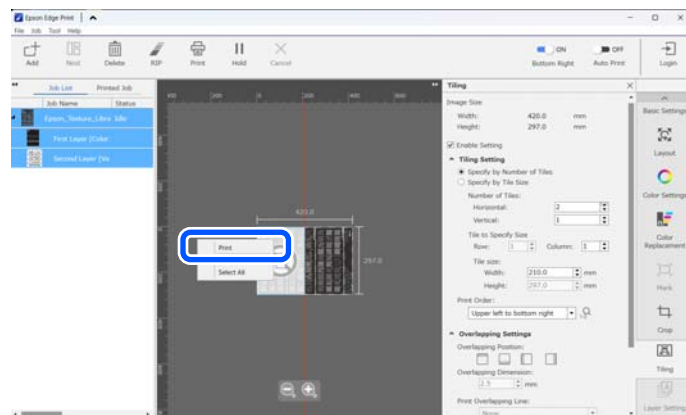 Epson Edge Print
File Job Tool Help
Add
Nest
Delete
RIP
Print
Hold
Cancel
ON
Bottom Right
OFF
Auto Print
Login
Job List
Printed Job
Job Name
Status
Epson_Texture_Libra Idle
First Layer (Color
Second Layer (Va
200
400
420.0
297.0
Print
Select All
Tiling
Image Size
Width: 420.0 mm
Height: 297.0 mm
Enable Setting
Tiling Setting
Specify by Number of Tiles
Specify by Tile Size
Number of Tiles:
Horizontal: 2
Vertical: 1
Tile to Specify Size
Row: 1 Column: 1
Tile size:
Width: 210.0 mm
Height: 297.0 mm
Print Order:
Upper left to bottom right
Overlapping Settings
Overlapping Position:
Overlapping Dimension:
2.5 mm
Print Overlapping Line:
None
Basic Settings
Layout
Color Settings
Color
Replacement
Mark
Crop
Tiling
Layer Setting